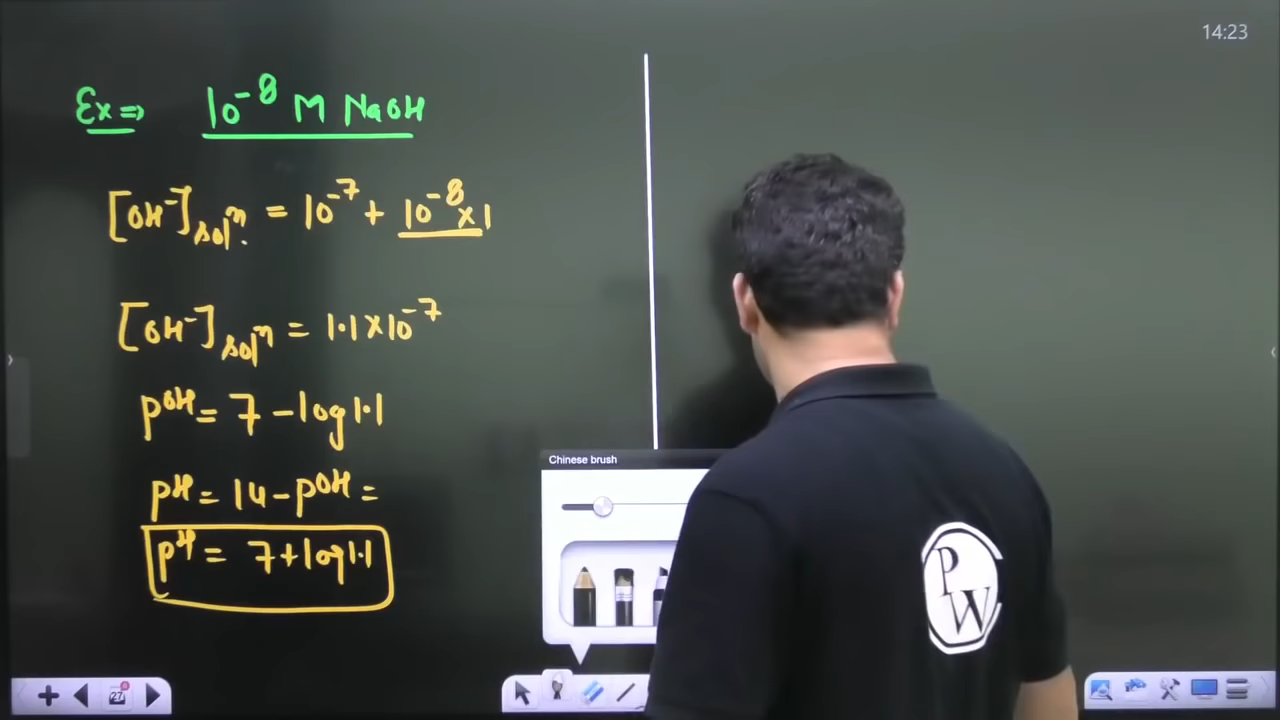 14:23
Ex ⇒ 10⁻⁸ M NaOH
[OH⁻]solⁿ. = 10⁻⁷ + 10⁻⁸ × 1
[OH⁻]solⁿ = 1.1 × 10⁻⁷
pᴼᴴ = 7 - log 1.1
pᴴ = 14 - pᴼᴴ =
pᴴ = 7 + log 1.1
Chinese brush
PW
27